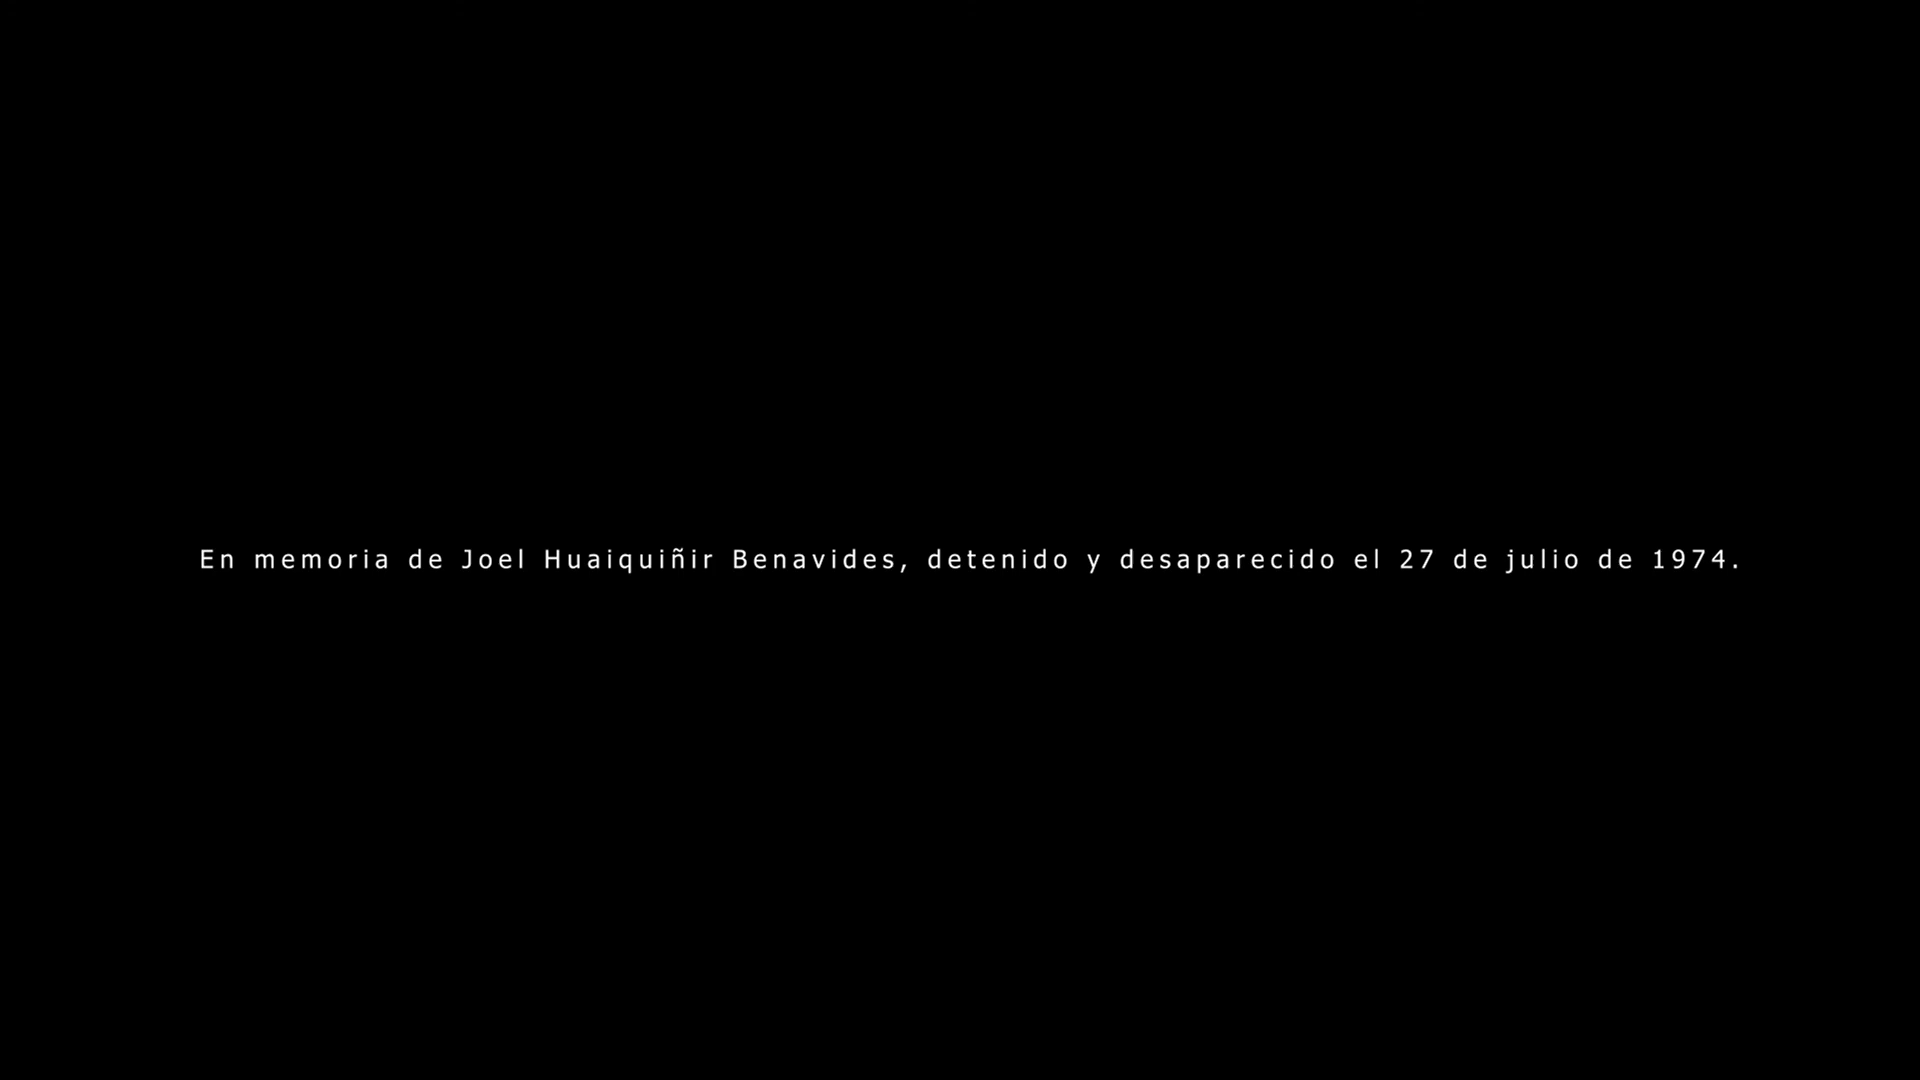 En memoria de Joel Huaiquiñir Benavides, detenido y desaparecido el 27 de julio de 1974.